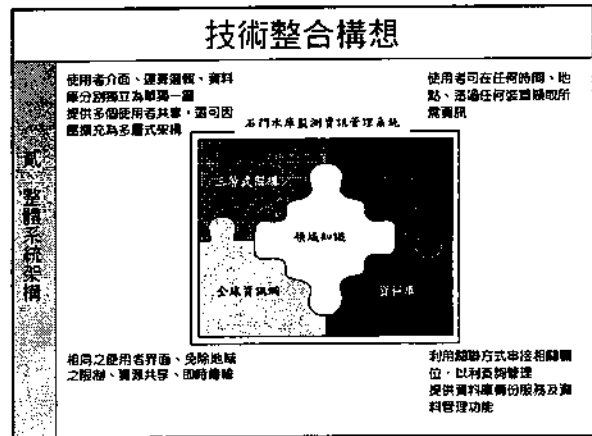 技術整合構想
貳、整體系統架構
使用者介面、運算邏輯、資料
庫分別獨立為單獨一層
提供多個使用者共享,還可因
應擴充為多層式架構
使用者可在任何時間、地
點、透過任何裝置擷取所
需資訊
石門水庫監測資訊管理系統
三層式架構
領域知識
全球資訊網
資料庫
相同之使用者界面、免除地域
之限制、資源共享、即時傳輸
利用關聯方式串接相關欄
位,以利查詢管理
提供資料庫備份服務及資
料管理功能